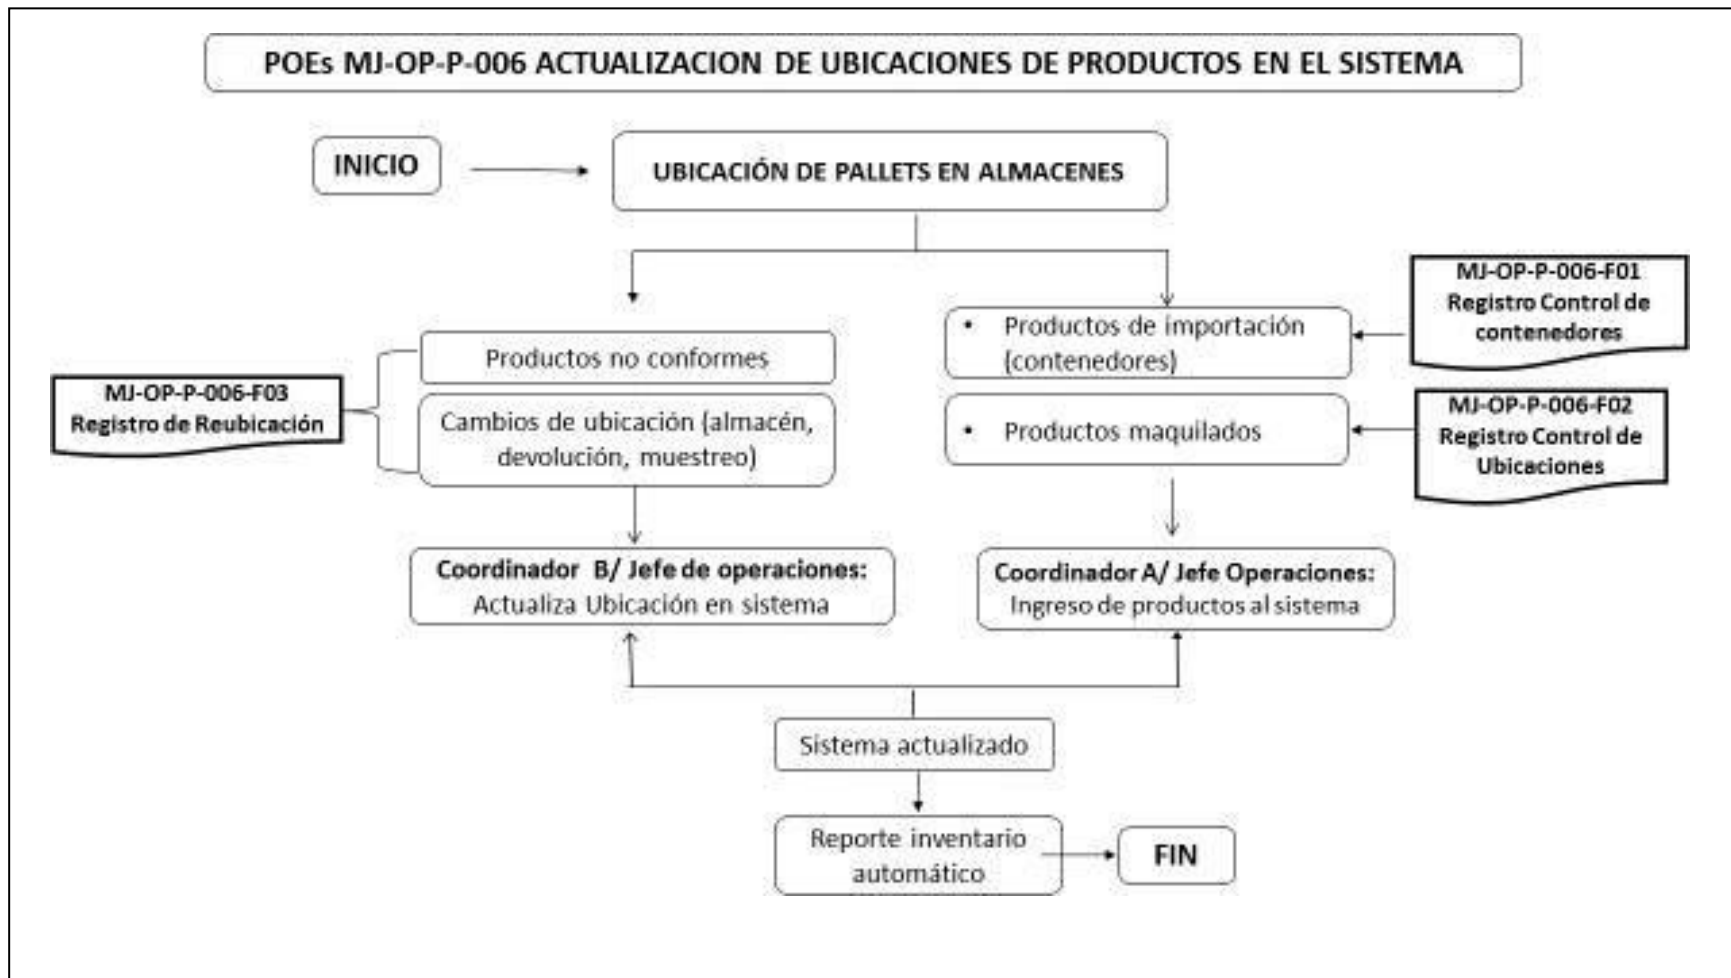 POEs MJ-OP-P-006 ACTUALIZACION DE UBICACIONES DE PRODUCTOS EN EL SISTEMA
INICIO
UBICACIÓN DE PALLETS EN ALMACENES
MJ-OP-P-006-F03
Registro de Reubicación
Productos no conformes
Cambios de ubicación (almacén,
devolución, muestreo)
• Productos de importación
(contenedores)
• Productos maquilados
MJ-OP-P-006-F01
Registro Control de
contenedores
MJ-OP-P-006-F02
Registro Control de
Ubicaciones
Coordinador B/ Jefe de operaciones:
Actualiza Ubicación en sistema
Coordinador A/ Jefe Operaciones:
Ingreso de productos al sistema
Sistema actualizado
Reporte inventario
automático
FIN